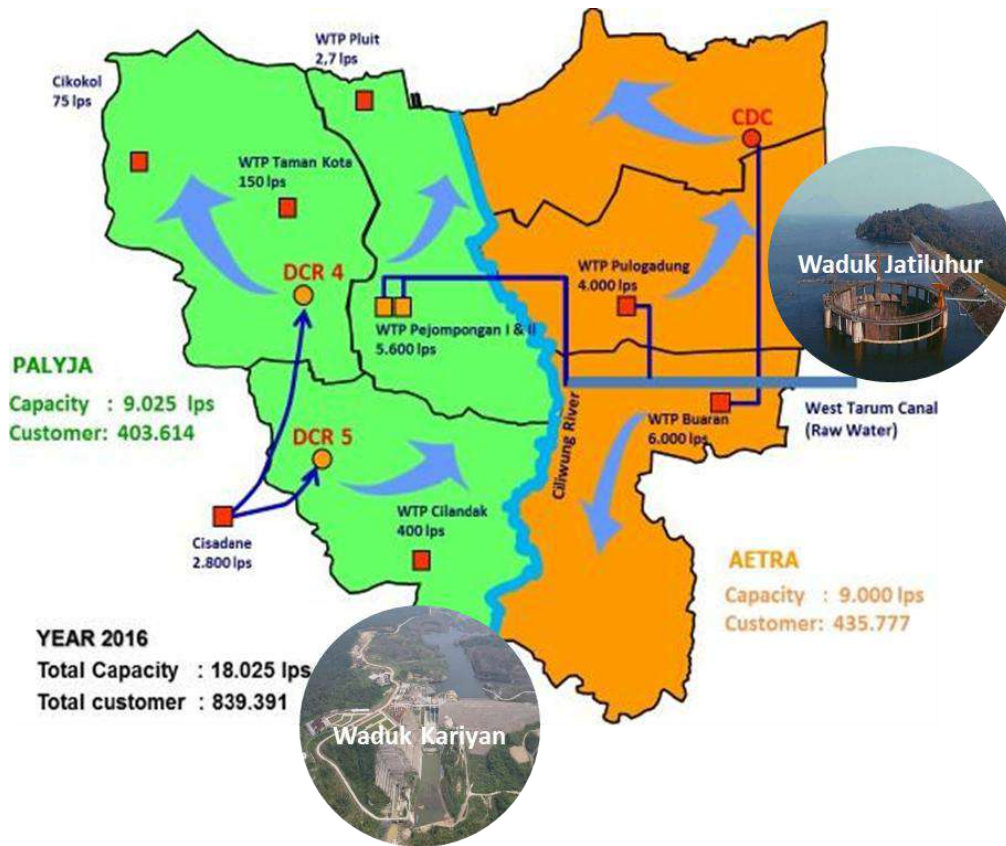 WTP Pluit
2,7 lps
Cikokol
75 lps
CDC
WTP Taman Kota
150 lps
Waduk Jatiluhur
DCR 4
WTP Pulogadung
4.000 lps
WTP Pejompongan I & II
5.600 lps
PALYJA
Capacity : 9.025 lps
Customer: 403.614
West Tarum Canal
(Raw Water)
WTP Buaran
6.000 lps
Ciliwung River
DCR 5
WTP Cilandak
400 lps
Cisadane
2.800 lps
AETRA
Capacity : 9.000 lps
Customer: 435.777
YEAR 2016
Total Capacity : 18.025 lps
Total customer : 839.391
Waduk Kariyan